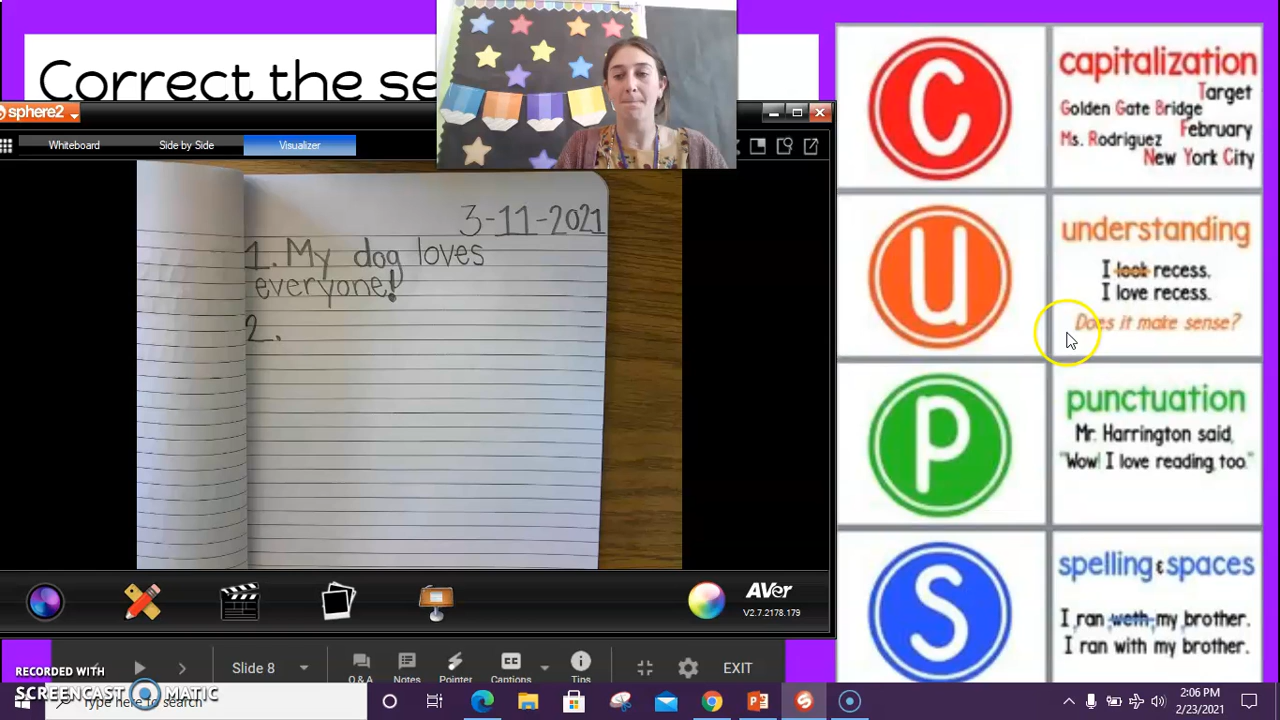 Correct the se
sphere2
Whiteboard
Side by Side
Visualizer
3-11-2021
1. My dog loves
everyone!
2.
AVer
V2.7.2178.179
C
capitalization
Target
Golden Gate Bridge
February
Ms. Rodriguez
New York City
U
understanding
I look recess.
I love recess.
Does it make sense?
P
punctuation
Mr. Harrington said,
"Wow! I love reading, too."
S
spelling & spaces
I ran weth my brother.
I ran with my brother.
Slide 8
Q & A
Notes
Pointer
Captions
Tips
EXIT
RECORDED WITH
SCREENCAST MATIC
Type here to search
2:06 PM
2/23/2021